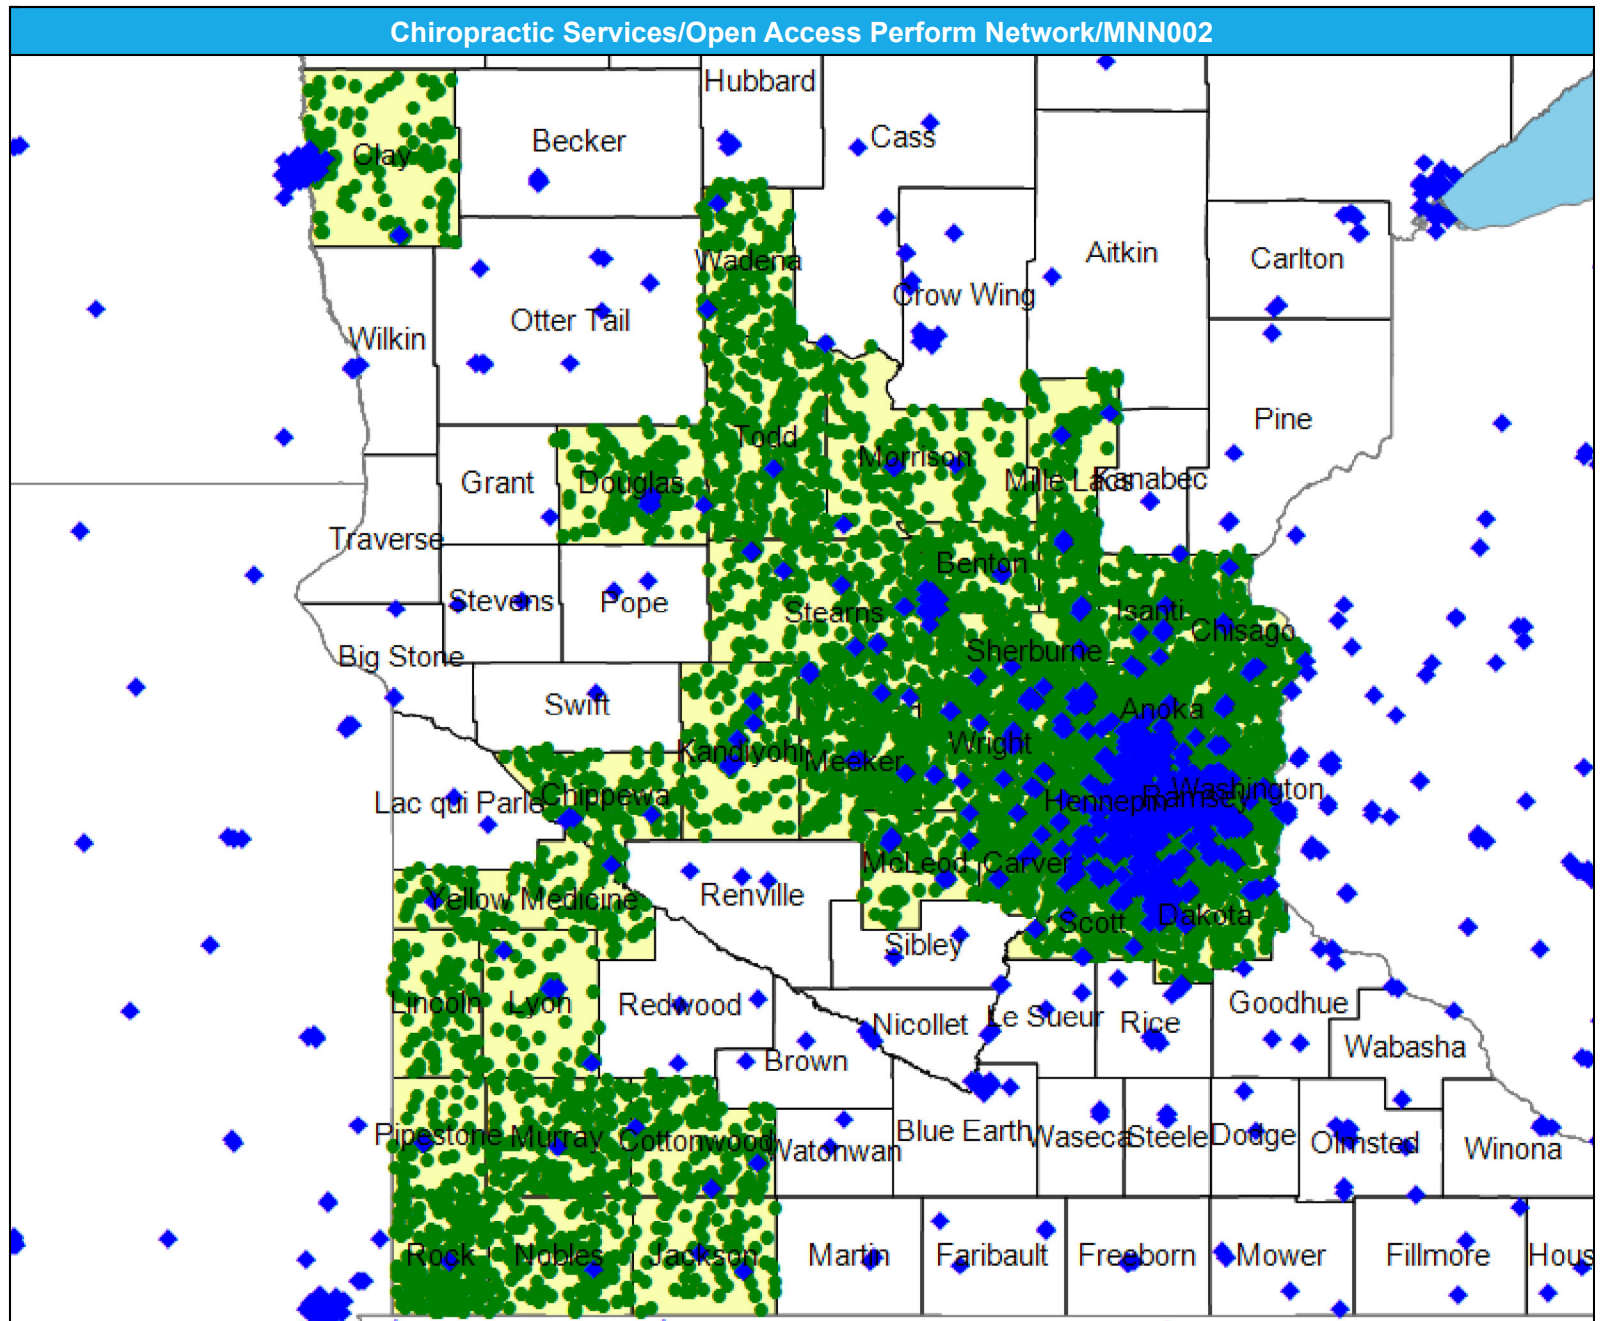 Chiropractic Services/Open Access Perform Network/MNN002
Hubbard
Becker
Cass
Clay
Wadena
Aitkin
Carlton
Crow Wing
Otter Tail
Wilkin
Pine
Todd
Morrison
Grant
Douglas
Mille Lacs
Kanabec
Traverse
Benton
Stevens
Pope
Stearns
Isanti
Chisago
Sherburne
Big Stone
Swift
Anoka
Wright
Kandiyohi
Meeker
Washington
Lac qui Parle
Chippewa
Hennepin
Ramsey
McLeod
Carver
Yellow Medicine
Renville
Scott
Dakota
Sibley
Lincoln
Lyon
Redwood
Nicollet
Le Sueur
Rice
Goodhue
Wabasha
Brown
Pipestone
Murray
Cottonwood
Watonwan
Blue Earth
Waseca
Steele
Dodge
Olmsted
Winona
Rock
Nobles
Jackson
Martin
Faribault
Freeborn
Mower
Fillmore
Hous